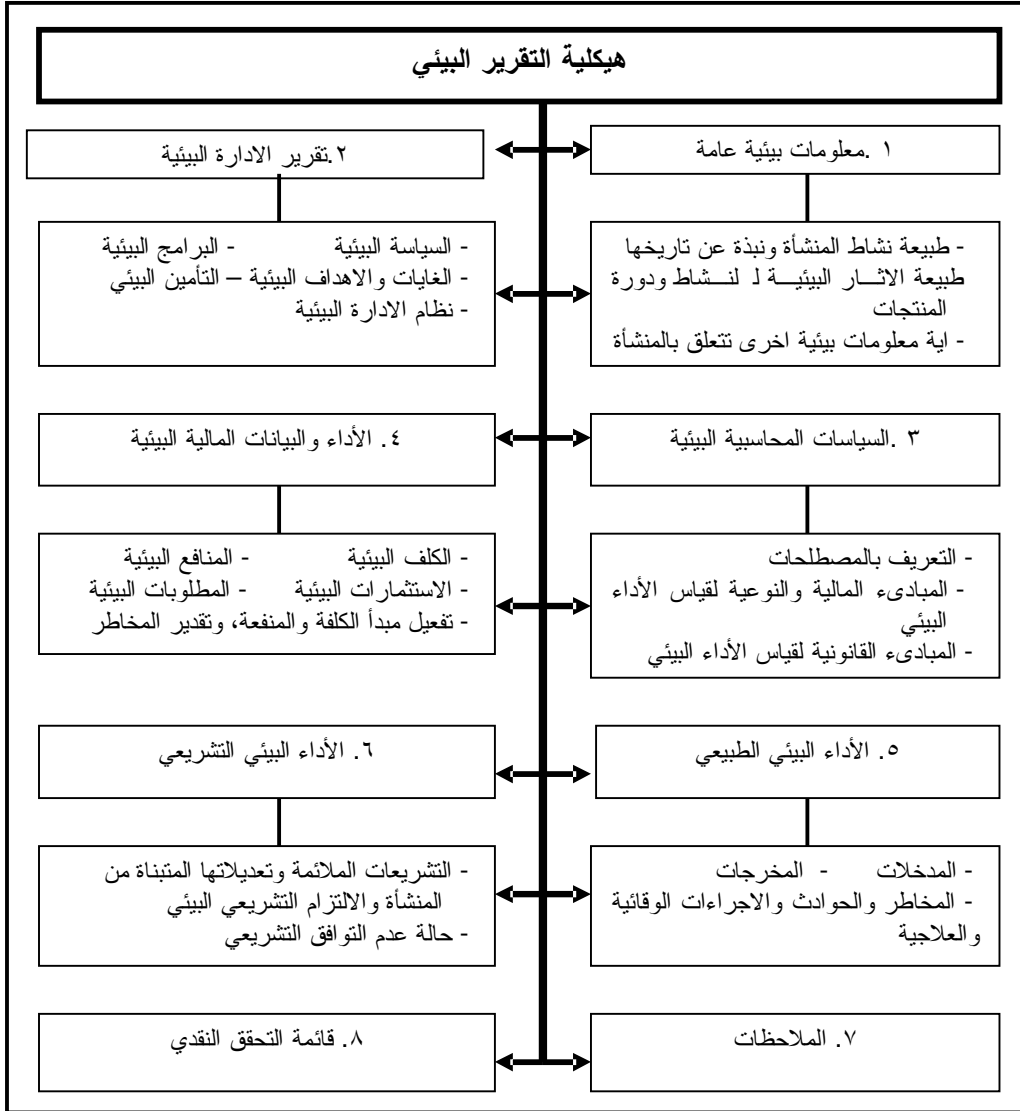 هيكلية التقرير البيئي
١ .معلومات بيئية عامة
- طبيعة نشاط المنشأة ونبذة عن تاريخها
طبيعة الاثـــار البيئيـــة لـ لنـــشاط ودورة
المنتجات
- اية معلومات بيئية اخرى تتعلق بالمنشأة
٢.تقرير الادارة البيئية
- السياسة البيئية - البرامج البيئية
- الغايات والاهداف البيئية – التأمين البيئي
- نظام الادارة البيئية
٣ .السياسات المحاسبية البيئية
- التعريف بالمصطلحات
- المبادىء المالية والنوعية لقياس الأداء
البيئي
- المبادىء القانونية لقياس الأداء البيئي
٤. الأداء والبيانات المالية البيئية
- الكلف البيئية - المنافع البيئية
- الاستثمارات البيئية - المطلوبات البيئية
- تفعيل مبدأ الكلفة والمنفعة، وتقدير المخاطر
٥. الأداء البيئي الطبيعي
- المدخلات - المخرجات
- المخاطر والحوادث والاجراءات الوقائية
والعلاجية
٦. الأداء البيئي التشريعي
- التشريعات الملائمة وتعديلاتها المتبناة من
المنشأة والالتزام التشريعي البيئي
- حالة عدم التوافق التشريعي
٧. الملاحظات
٨. قائمة التحقق النقدي